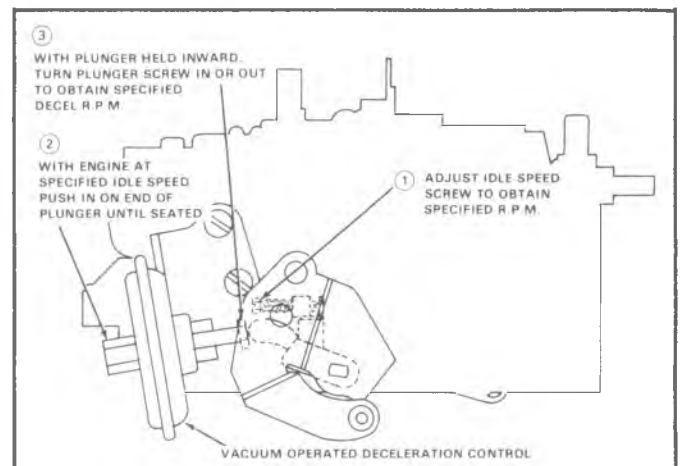 ③
WITH PLUNGER HELD INWARD.
TURN PLUNGER SCREW IN OR OUT
TO OBTAIN SPECIFIED
DECEL R.P.M.
②
WITH ENGINE AT
SPECIFIED IDLE SPEED
PUSH IN ON END OF
PLUNGER UNTIL SEATED
① ADJUST IDLE SPEED
SCREW TO OBTAIN
SPECIFIED R.P.M.
VACUUM OPERATED DECELERATION CONTROL